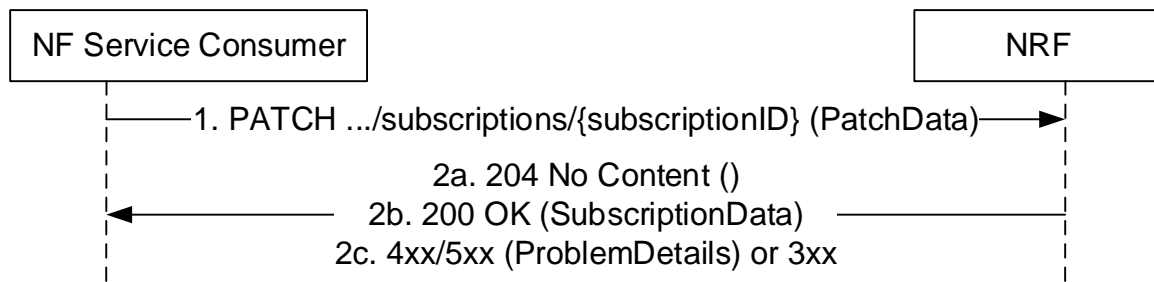 NF Service Consumer
NRF
1. PATCH .../subscriptions/{subscriptionID} (PatchData)
2a. 204 No Content ()
2b. 200 OK (SubscriptionData)
2c. 4xx/5xx (ProblemDetails) or 3xx